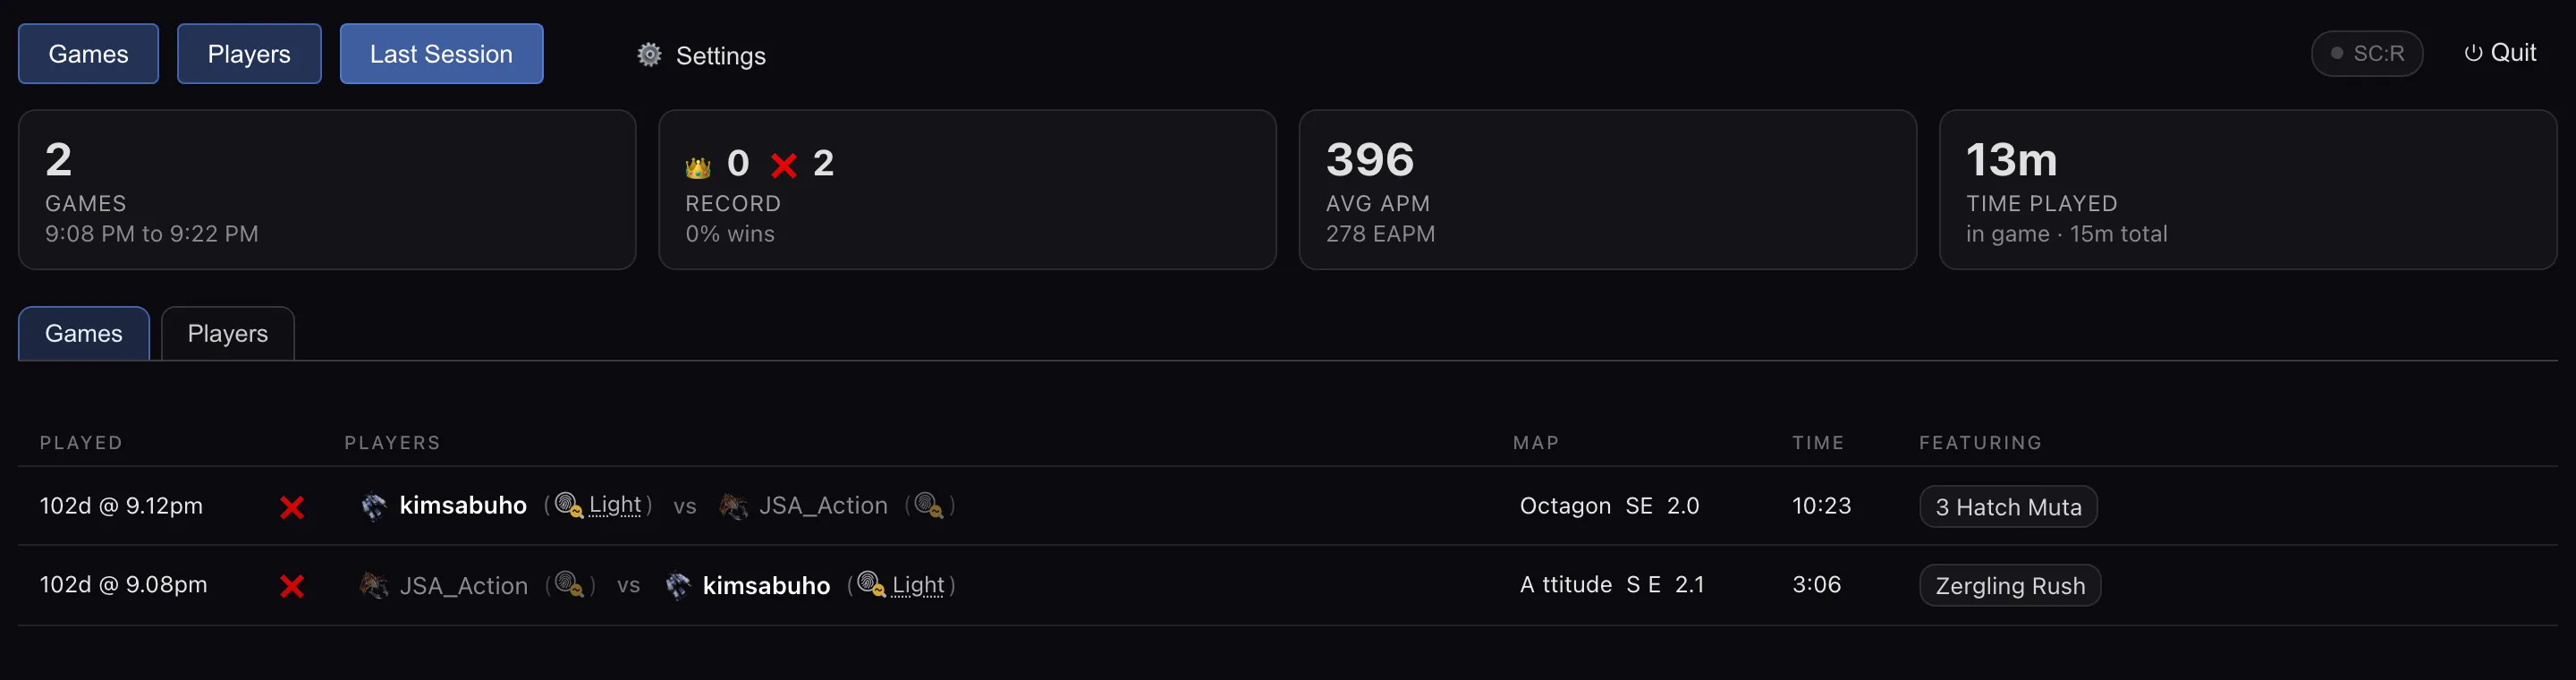 Games Players Last Session Settings SC:R Quit
2
GAMES
9:08 PM to 9:22 PM
0 2
RECORD
0% wins
396
AVG APM
278 EAPM
13m
TIME PLAYED
in game · 15m total
Games Players
PLAYED PLAYERS MAP TIME FEATURING
102d @ 9.12pm kimsabuho ( Light ) vs JSA_Action ( ) Octagon SE 2.0 10:23 3 Hatch Muta
102d @ 9.08pm JSA_Action ( ) vs kimsabuho ( Light ) A ttitude S E 2.1 3:06 Zergling Rush